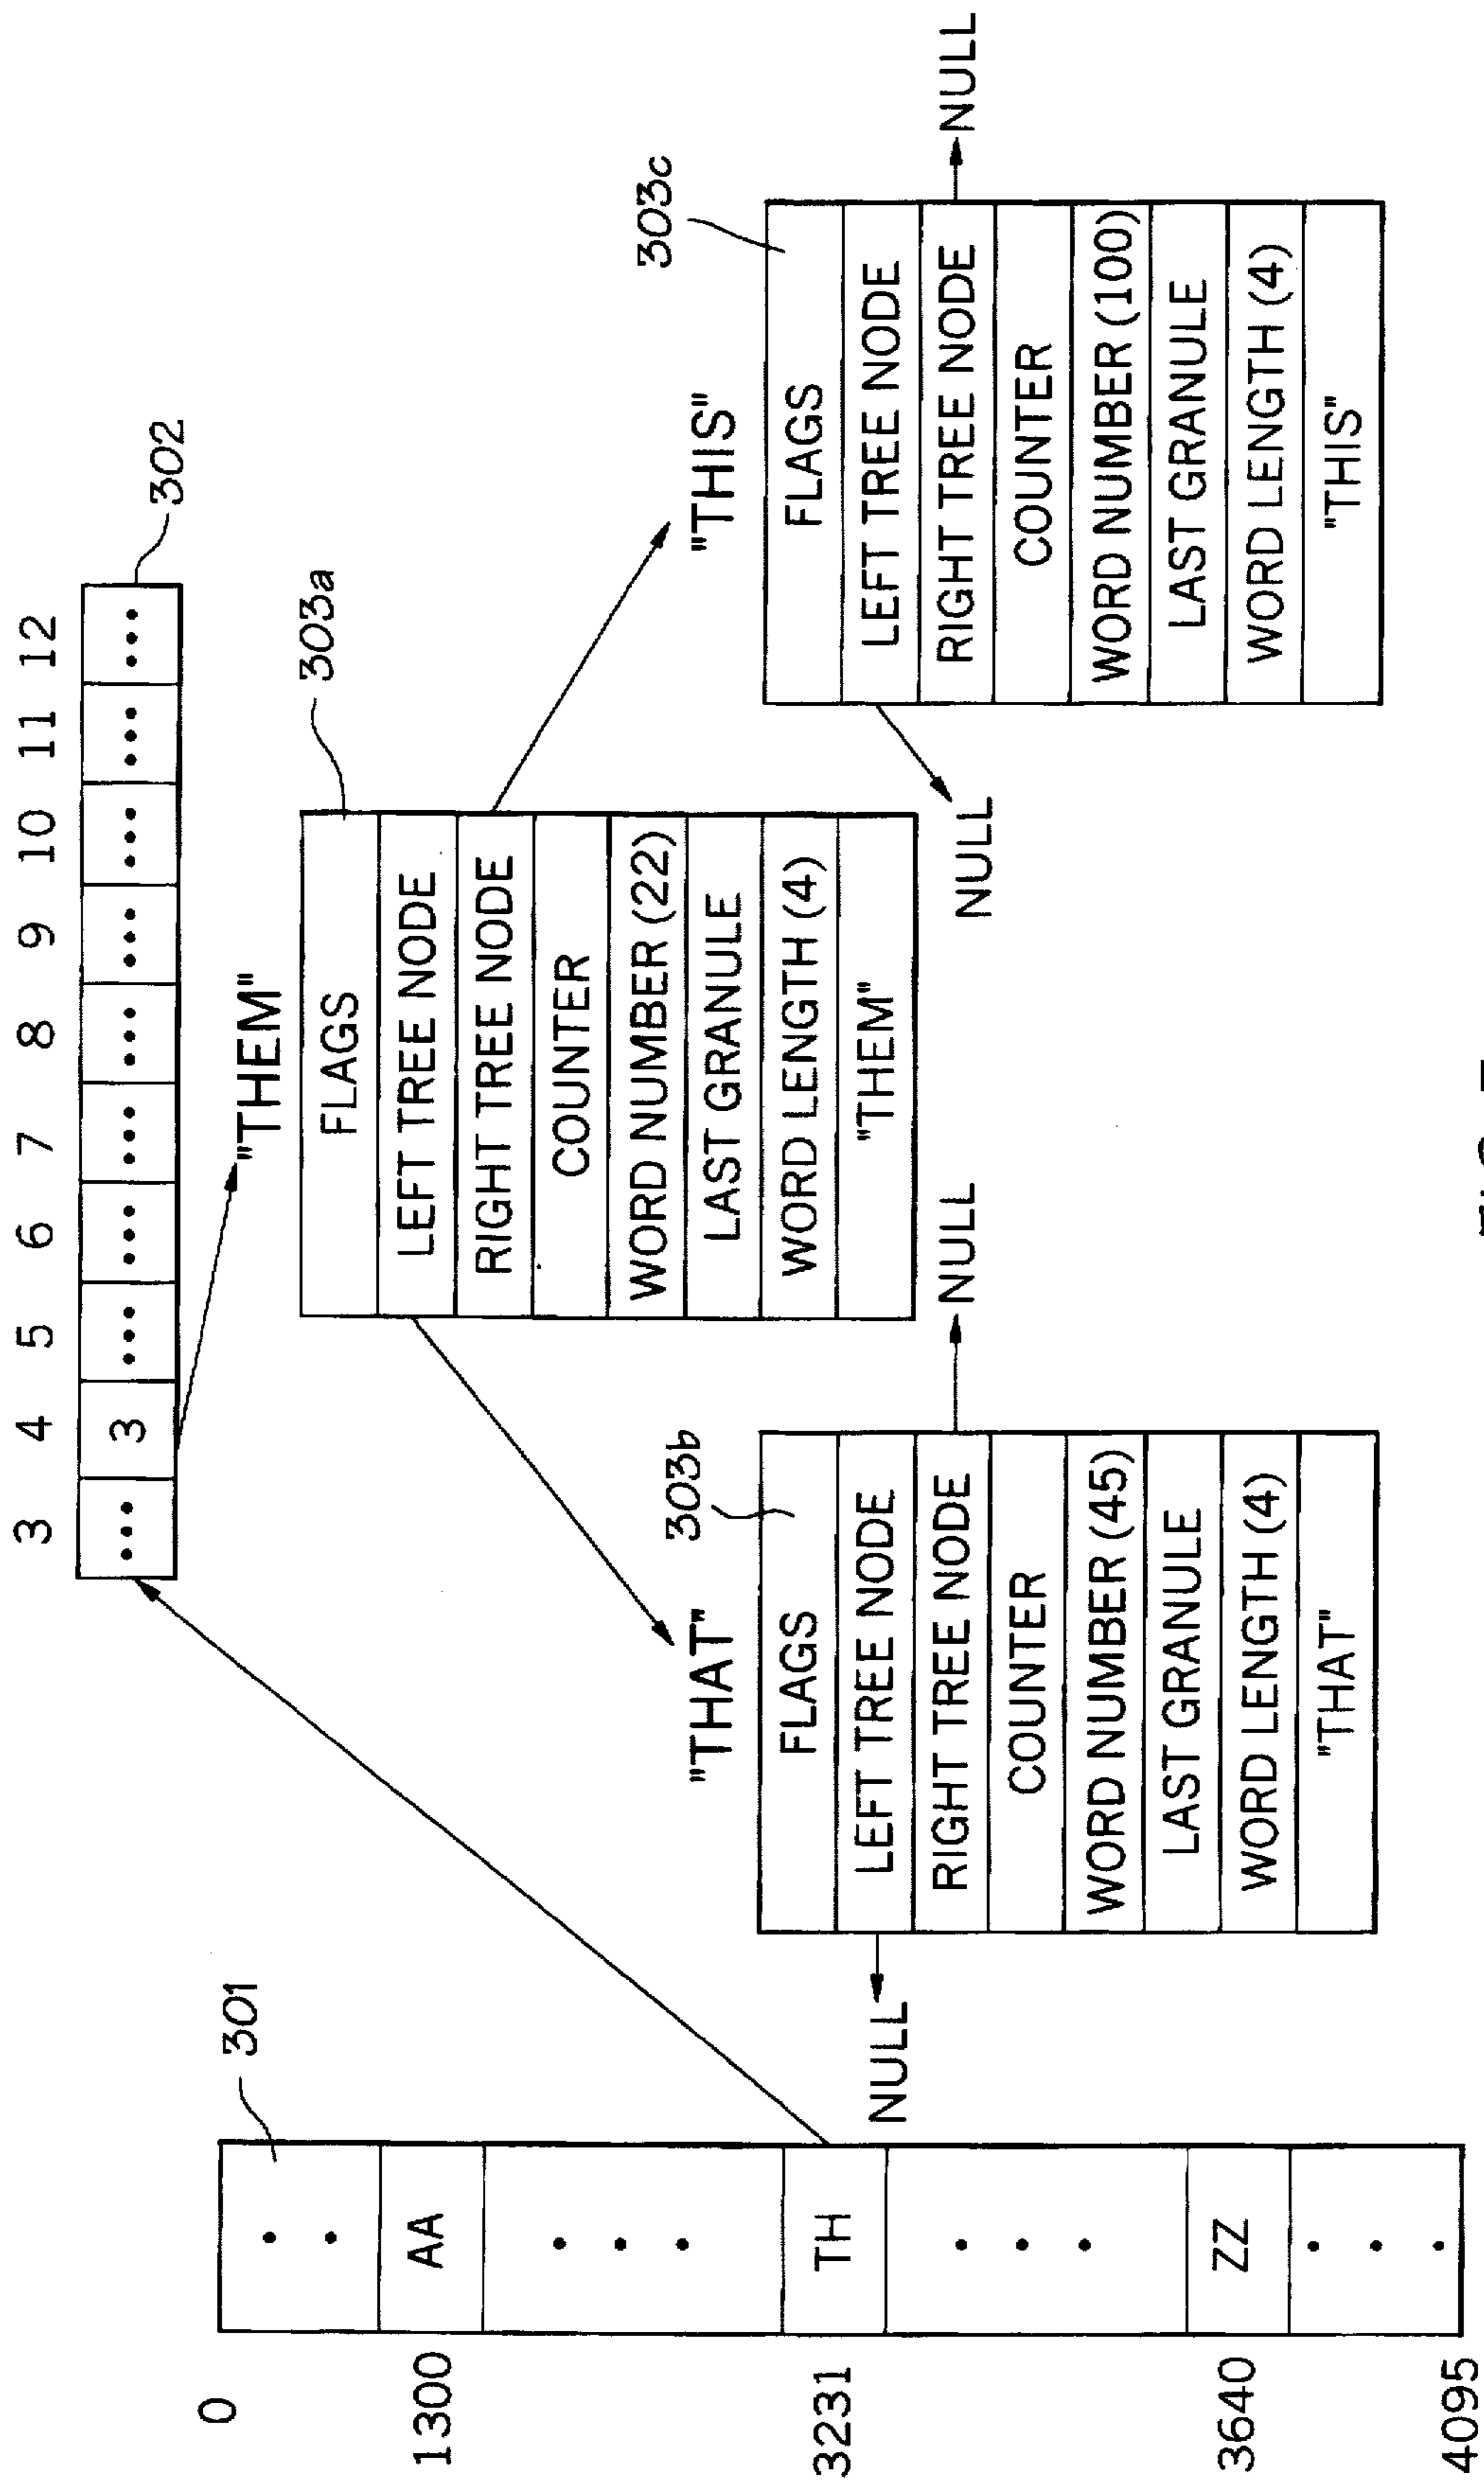 3 4 5 6 7 8 9 10 11 12
302
3
301
0
AA
1300
TH
3231
ZZ
3640
4095
"THEM"
303a
FLAGS
LEFT TREE NODE
RIGHT TREE NODE
COUNTER
WORD NUMBER (22)
LAST GRANULE
WORD LENGTH (4)
"THEM"
"THAT"
303b
FLAGS
LEFT TREE NODE
RIGHT TREE NODE
COUNTER
WORD NUMBER (45)
LAST GRANULE
WORD LENGTH (4)
"THAT"
NULL
NULL
"THIS"
303c
FLAGS
LEFT TREE NODE
RIGHT TREE NODE
COUNTER
WORD NUMBER (100)
LAST GRANULE
WORD LENGTH (4)
"THIS"
NULL
NULL